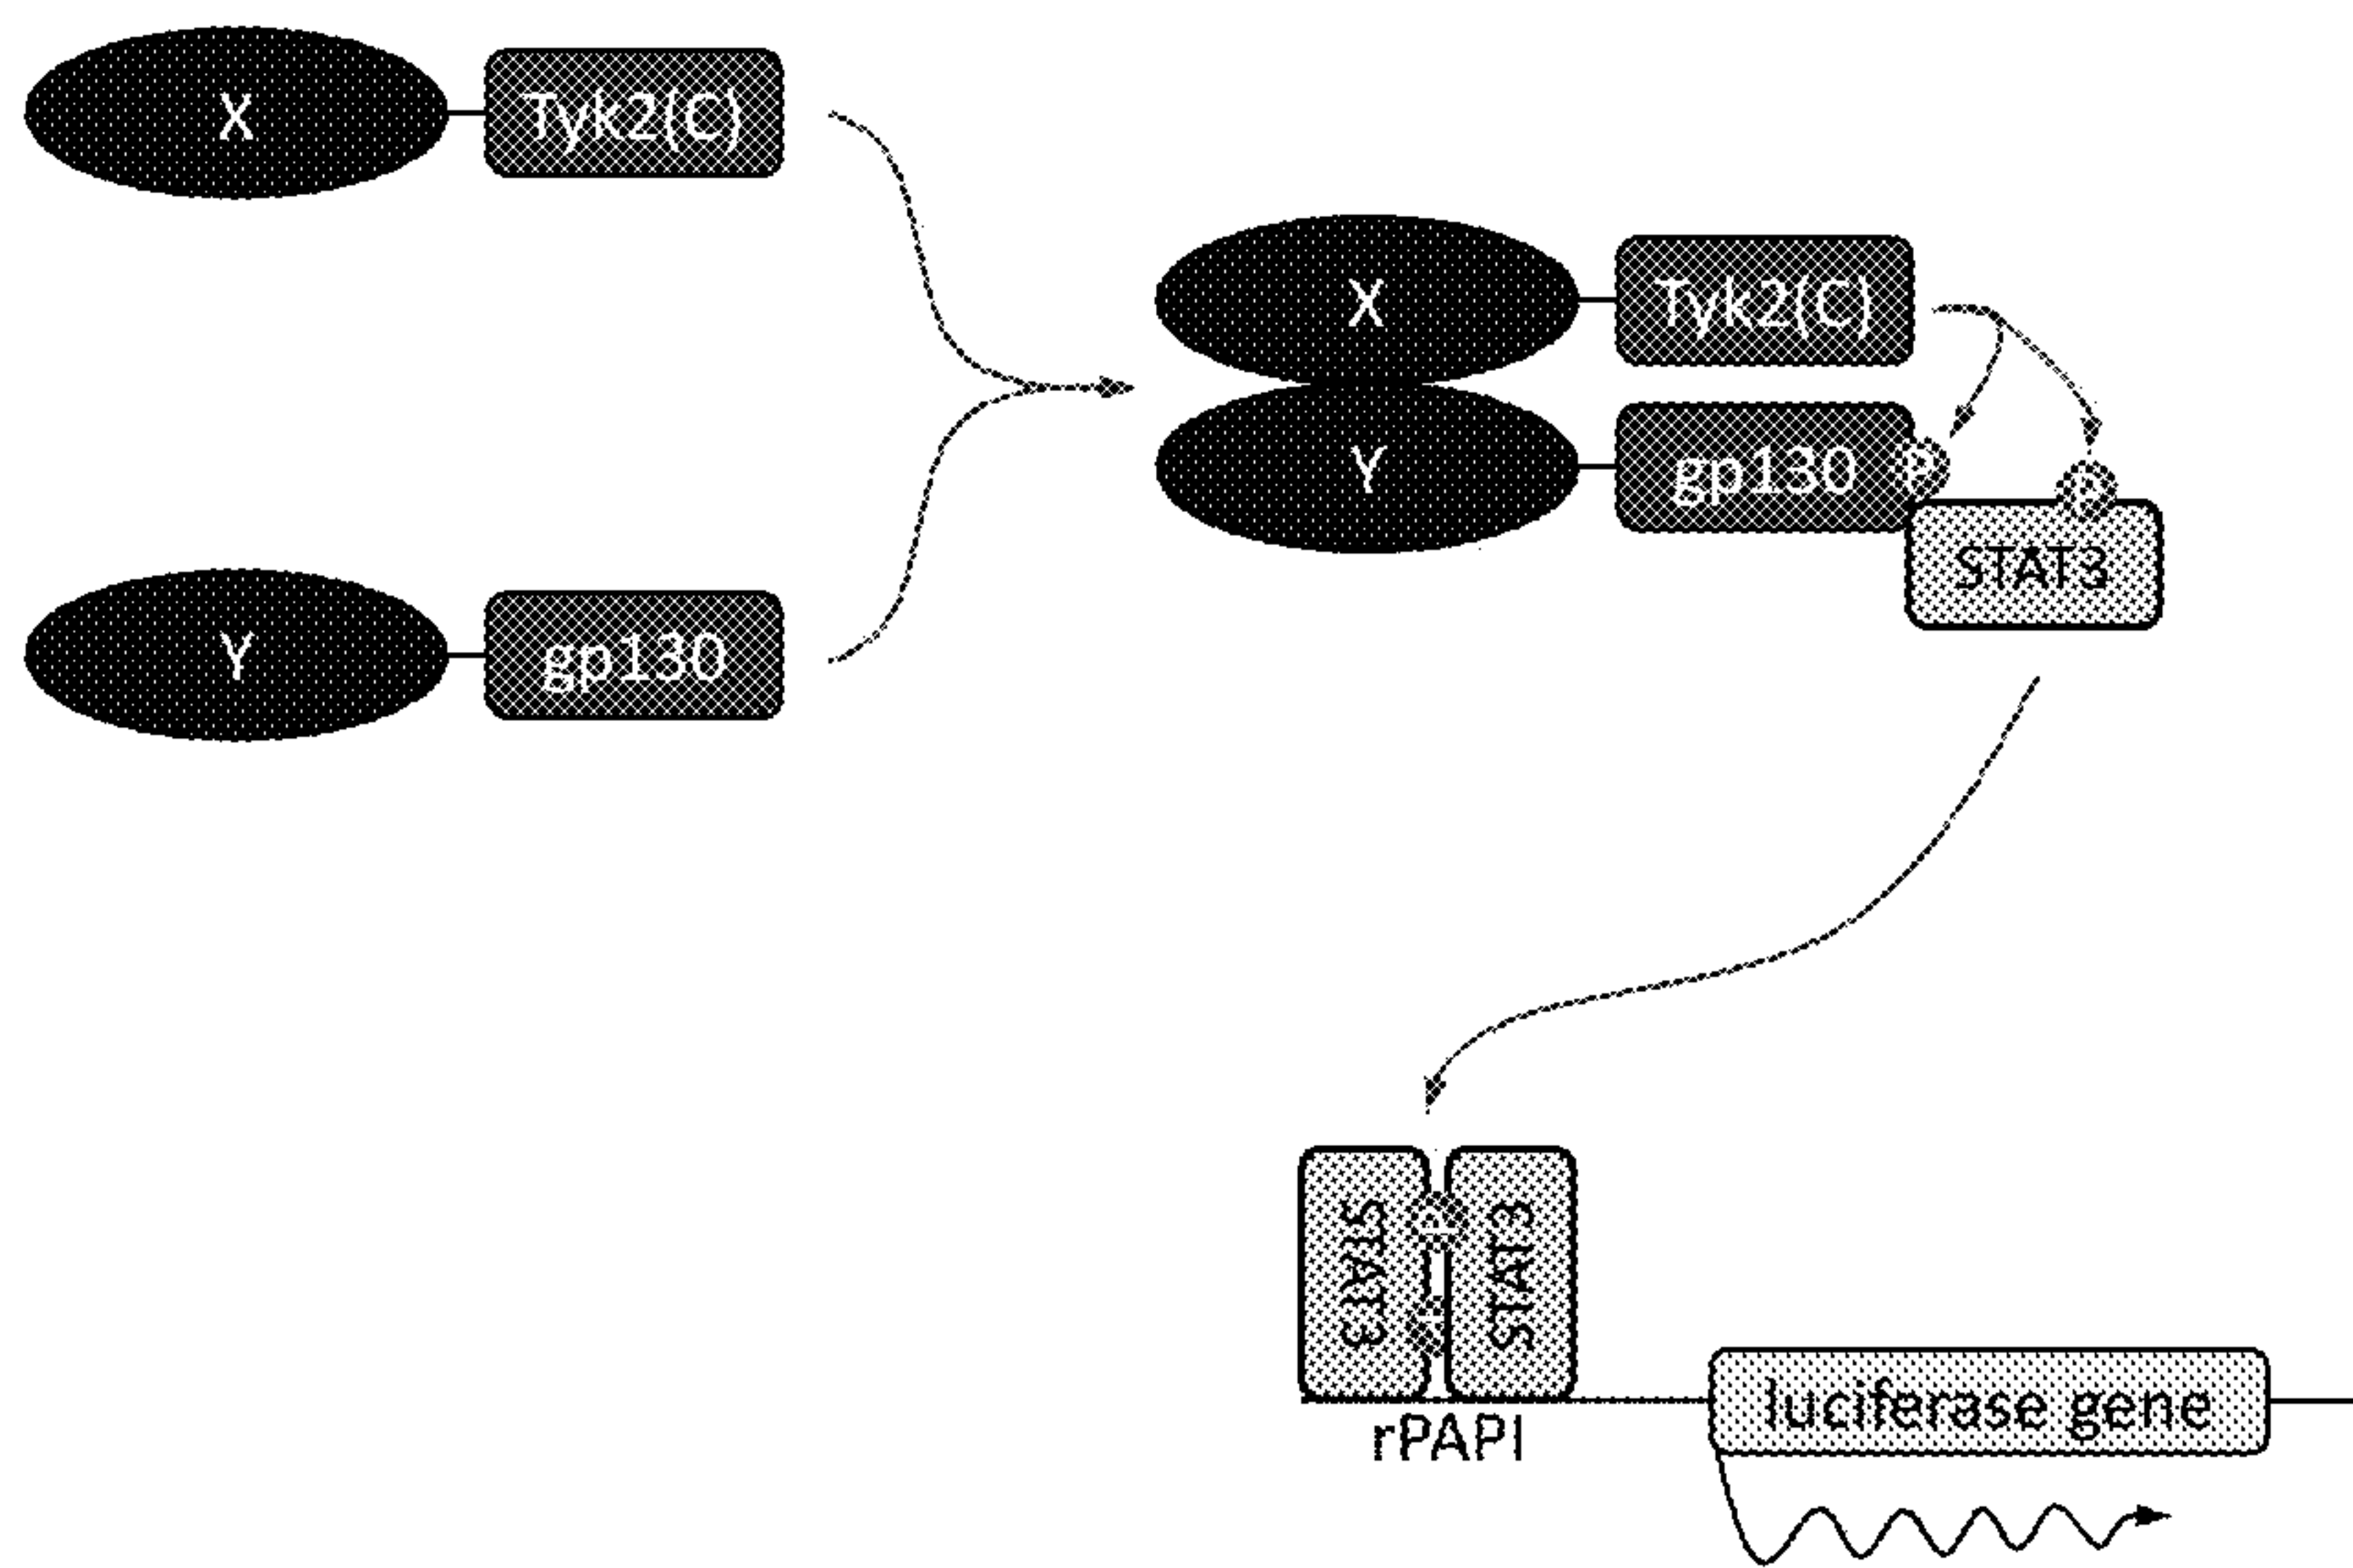 X
Tyk2(C)
X
Tyk2(C)
Y
gp130
P
P
STAT3
Y
gp130
STAT3
P
STAT3
rPAPI
luciferase gene